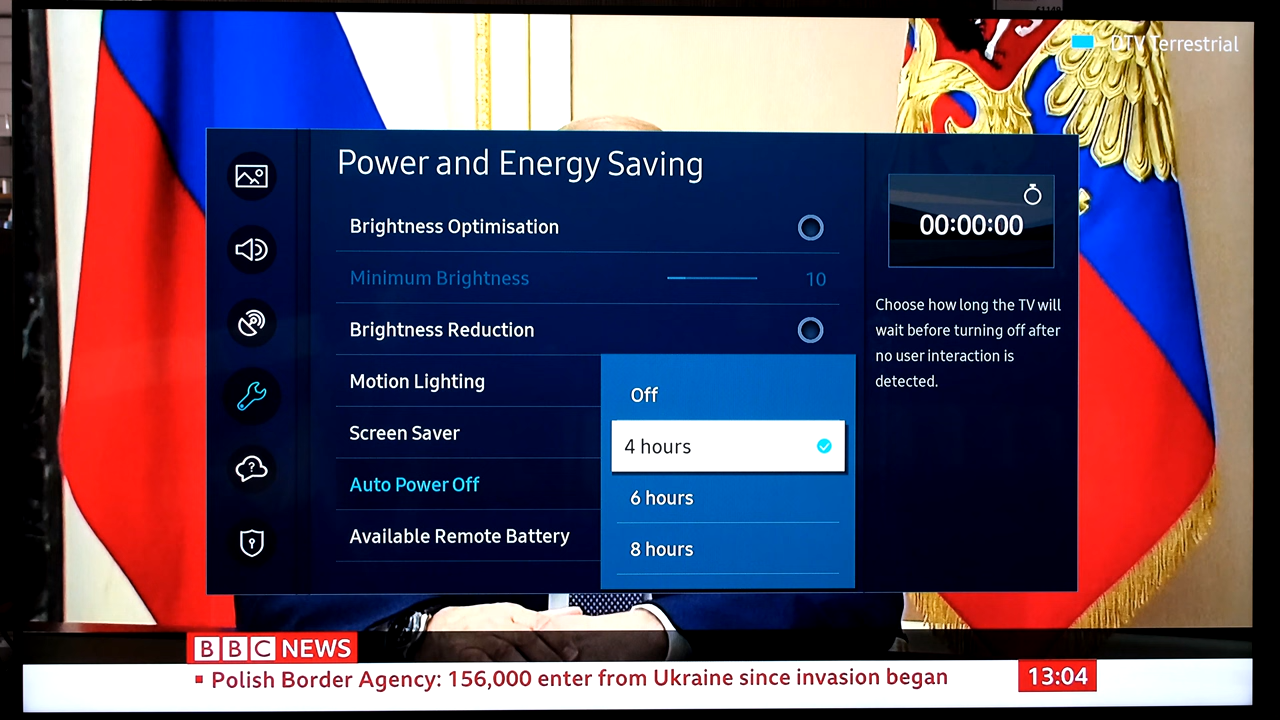 DTV Terrestrial
Power and Energy Saving
Brightness Optimisation
Minimum Brightness 10
Brightness Reduction
Motion Lighting
Screen Saver
Auto Power Off
Available Remote Battery
Off
4 hours
6 hours
8 hours
00:00:00
Choose how long the TV will
wait before turning off after
no user interaction is
detected.
BBC NEWS
Polish Border Agency: 156,000 enter from Ukraine since invasion began
13:04